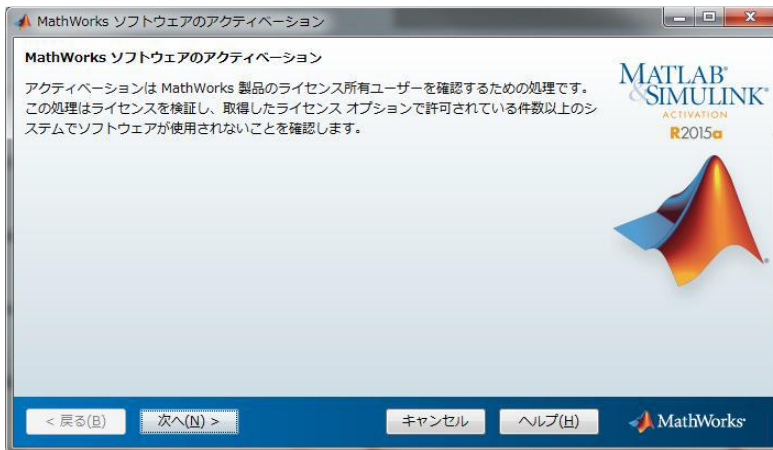 MathWorks ソフトウェアのアクティベーション
MathWorks ソフトウェアのアクティベーション
アクティベーションは MathWorks 製品のライセンス所有ユーザーを確認するための処理です。
この処理はライセンスを検証し、取得したライセンス オプションで許可されている件数以上のシ
ステムでソフトウェアが使用されないことを確認します。
MATLAB®
&SIMULINK®
ACTIVATION
R2015a
< 戻る(B)
次へ(N) >
キャンセル
ヘルプ(H)
MathWorks®